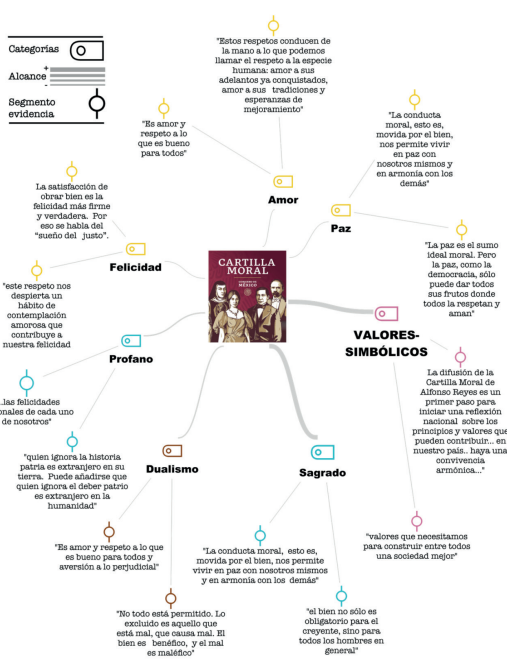 Categorías
Alcance
+
-
Segmento
evidencia
"Estos respetos conducen de
la mano a lo que podemos
llamar el respeto a la especie
humana: amor a sus
adelantos ya conquistados,
amor a sus tradiciones y
esperanzas de
mejoramiento"
"Es amor y
respeto a lo
que es bueno
para todos"
Amor
"La conducta
moral, esto es,
movida por el bien,
nos permite vivir
en paz con
nosotros mismos y
en armonía con los
demás"
Paz
"La paz es el sumo
ideal moral. Pero
la paz, como la
democracia, sólo
puede dar todos
sus frutos donde
todos la respetan y
aman"
La satisfacción de
obrar bien es la
felicidad más firme
y verdadera. Por
eso se habla del
"sueño del justo".
Felicidad
"este respeto nos
despierta un
hábito de
contemplación
amorosa que
contribuye a
nuestra felicidad
CARTILLA
MORAL
MÉXICO
VALORES-
SIMBÓLICOS
La difusión de la
Cartilla Moral de
Alfonso Reyes es un
primer paso para
iniciar una reflexión
nacional sobre los
principios y valores que
pueden contribuir... en
nuestro país.. haya una
convivencia
armónica..."
"valores que necesitamos
para construir entre todos
una sociedad mejor"
Profano
..las felicidades
onales de cada uno
de nosotros"
"quien ignora la historia
patria es extranjero en su
tierra. Puede añadirse que
quien ignora el deber patrio
es extranjero en la
humanidad"
Dualismo
"Es amor y respeto a lo que
es bueno para todos y
aversión a lo perjudicial"
"No todo está permitido. Lo
excluido es aquello que
está mal, que causa mal. El
bien es benéfico, y el mal
es maléfico"
Sagrado
"La conducta moral, esto es,
movida por el bien, nos permite
vivir en paz con nosotros mismos
y en armonía con los demás"
"el bien no sólo es
obligatorio para el
creyente, sino para
todos los hombres en
general"